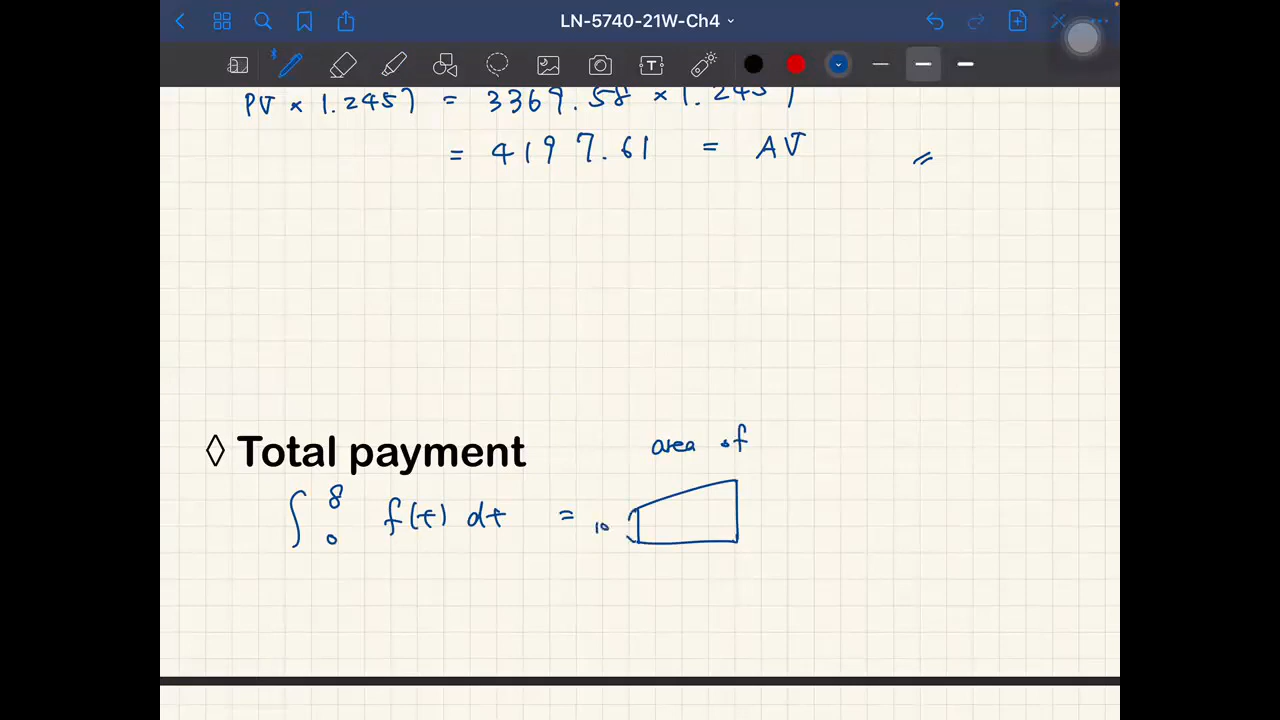 LN-5740-21W-Ch4
PV × 1.2457 = 3369.58 × 1.2457
= 4197.61 = AV
◊ Total payment
area of
∫₀⁸ f(t) dt =
10